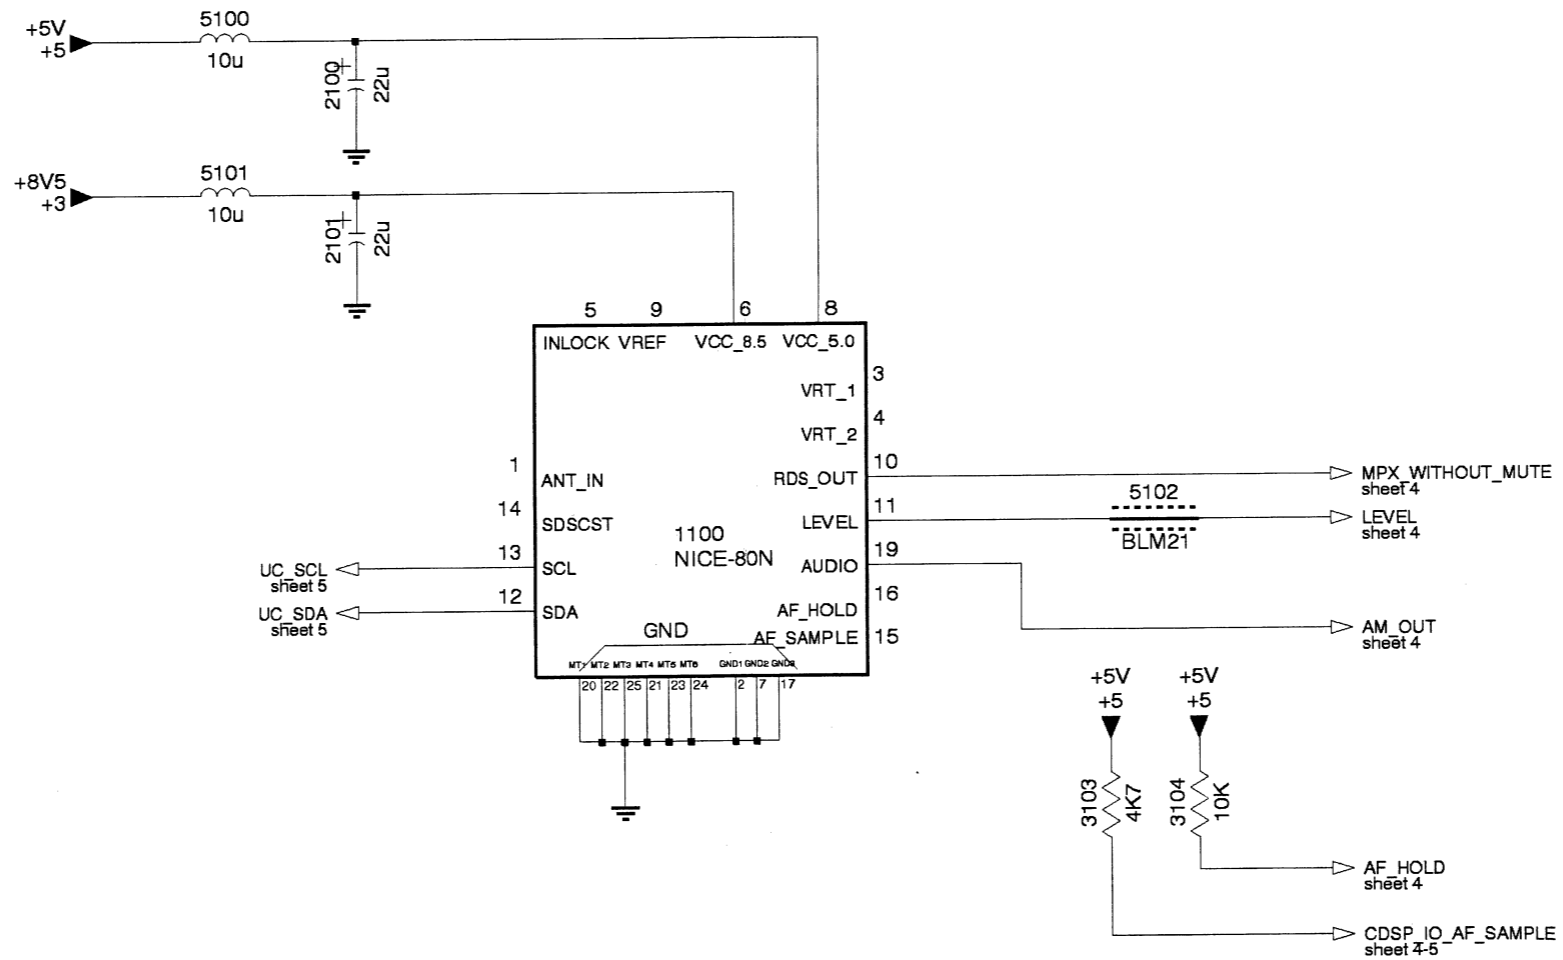 5100
+5V
+5
10u
2100
+
22u
5101
+8V5
+3
10u
2101
+
22u
5 9 6 8
INLOCK VREF VCC_8.5 VCC_5.0
3
VRT_1
4
VRT_2
1
ANT_IN
10
RDS_OUT
MPX_WITHOUT_MUTE
sheet 4
14
SDSCST
11
LEVEL
5102
BLM21
LEVEL
sheet 4
1100
NICE-80N
13
SCL
UC_SCL
sheet 5
19
AUDIO
12
SDA
UC_SDA
sheet 5
16
AF_HOLD
AM_OUT
sheet 4
GND
AF_SAMPLE
15
MT1 MT2 MT3 MT4 MT5 MT6 GND1 GND2 GND3
20 22 25 21 23 24 2 7 17
+5V
+5
+5V
+5
3103
4K7
3104
10K
AF_HOLD
sheet 4
CDSP_IO_AF_SAMPLE
sheet 4-5